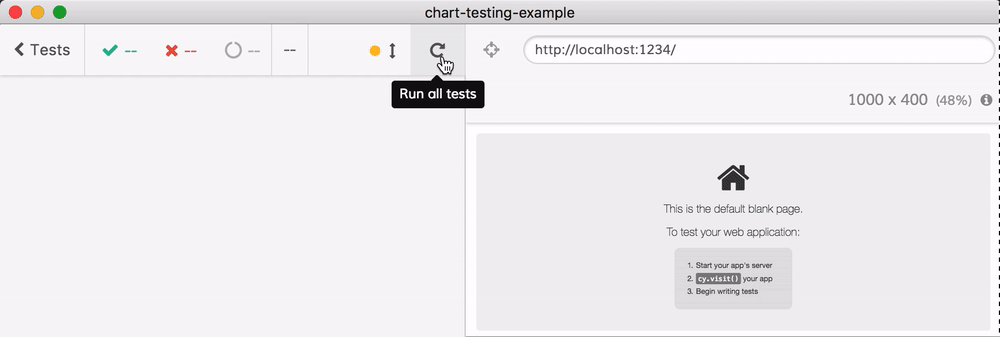 chart-testing-example
Tests
--
--
--
--
http://localhost:1234/
Run all tests
1000 x 400 (48%)
This is the default blank page.
To test your web application:
1. Start your app's server
2. cy.visit() your app
3. Begin writing tests